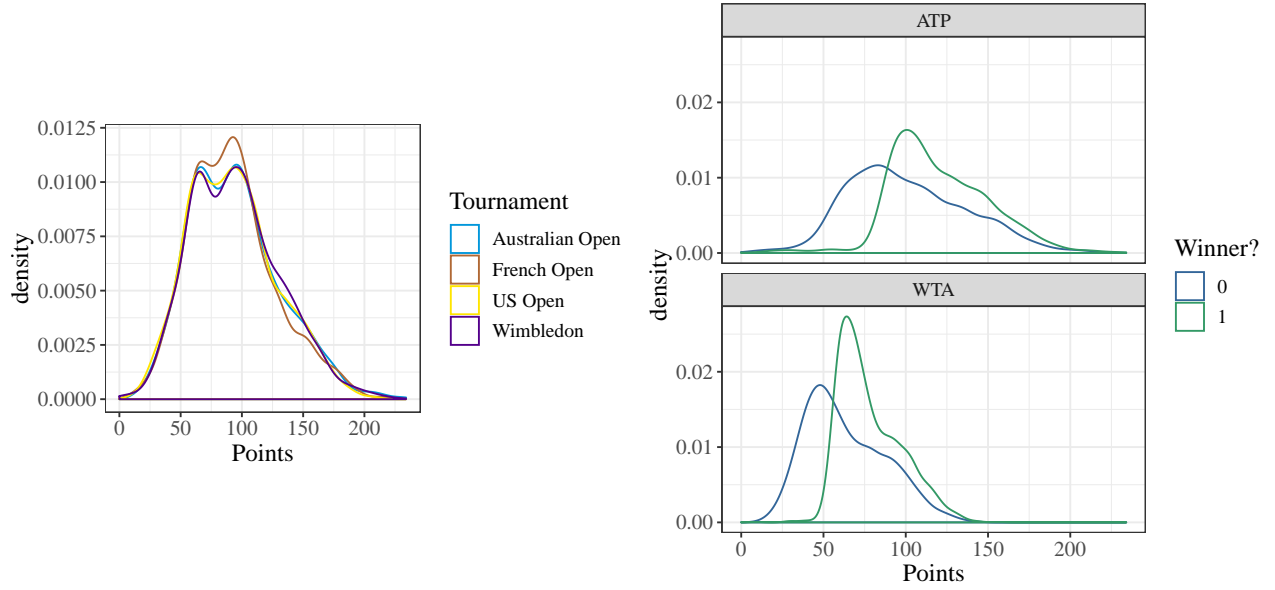 0.0125
0.0100
0.0075
0.0050
0.0025
0.0000
density
0 50 100 150 200
Points
Tournament
Australian Open
French Open
US Open
Wimbledon
ATP
0.02
0.01
0.00
WTA
0.02
0.01
0.00
density
0 50 100 150 200
Points
Winner?
0
1